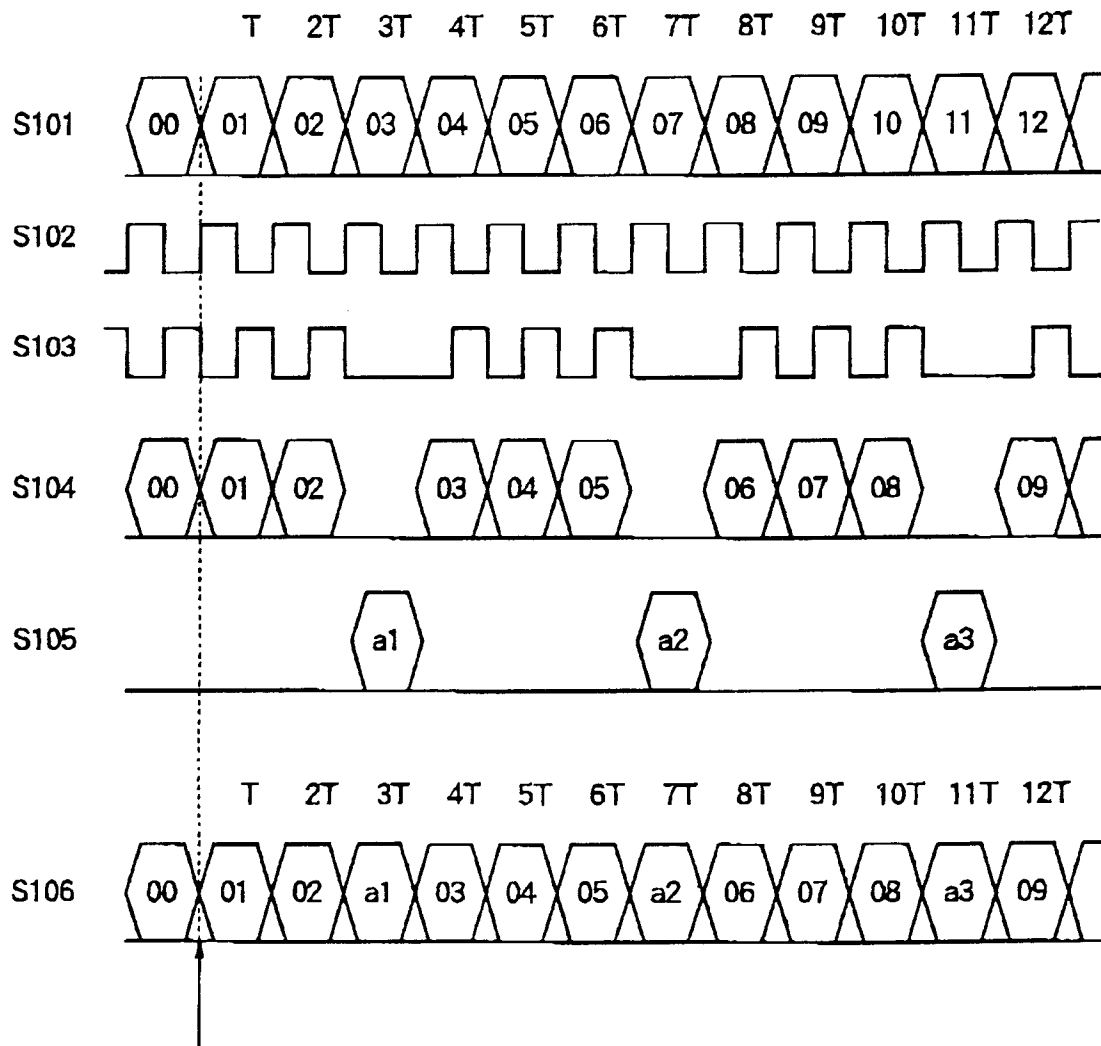 T 2T 3T 4T 5T 6T 7T 8T 9T 10T 11T 12T
S101 00 01 02 03 04 05 06 07 08 09 10 11 12
S102
S103
S104 00 01 02 03 04 05 06 07 08 09
S105 a1 a2 a3
T 2T 3T 4T 5T 6T 7T 8T 9T 10T 11T 12T
S106 00 01 02 a1 03 04 05 a2 06 07 08 a3 09